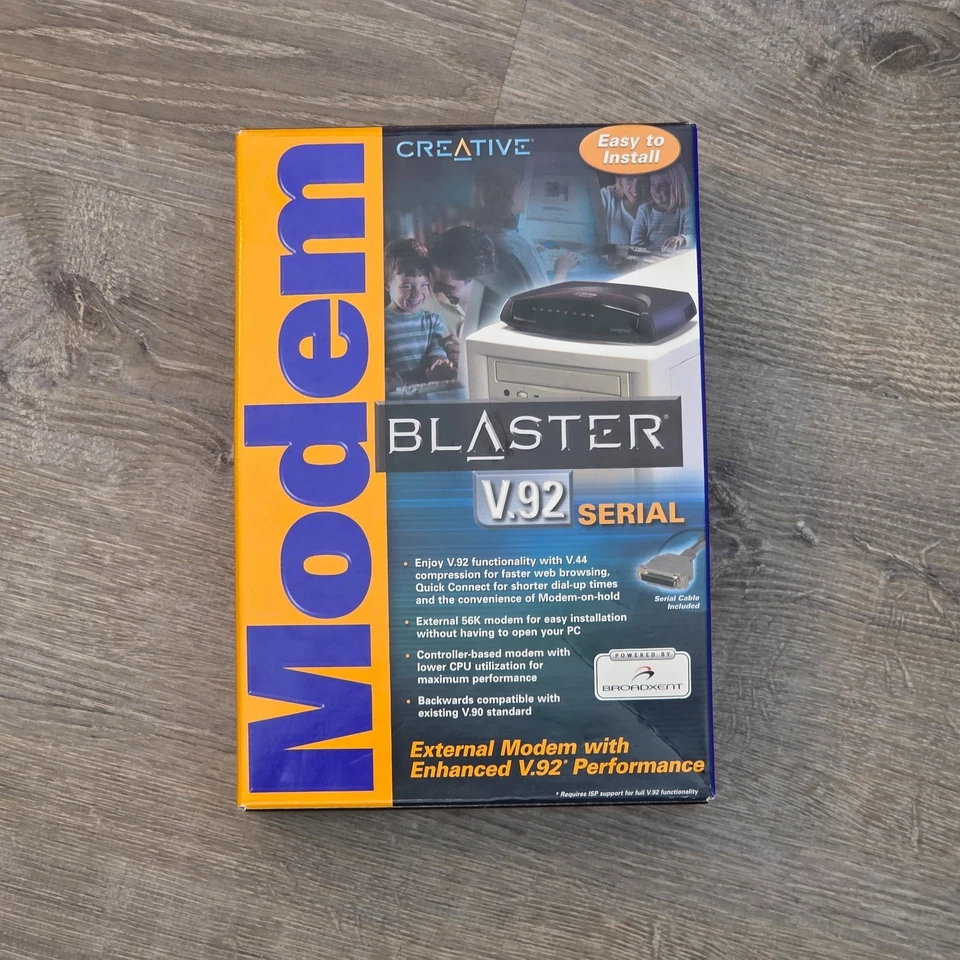 Modem
CREATIVE
Easy to
Install
BLASTER®
V.92 SERIAL
• Enjoy V.92 functionality with V.44
compression for faster web browsing,
Quick Connect for shorter dial-up times
and the convenience of Modem-on-hold
• External 56K modem for easy installation
without having to open your PC
• Controller-based modem with
lower CPU utilization for
maximum performance
• Backwards compatible with
existing V.90 standard
Serial Cable
Included
POWERED BY
BROADXENT
External Modem with
Enhanced V.92* Performance
* Requires ISP support for full V.92 functionality